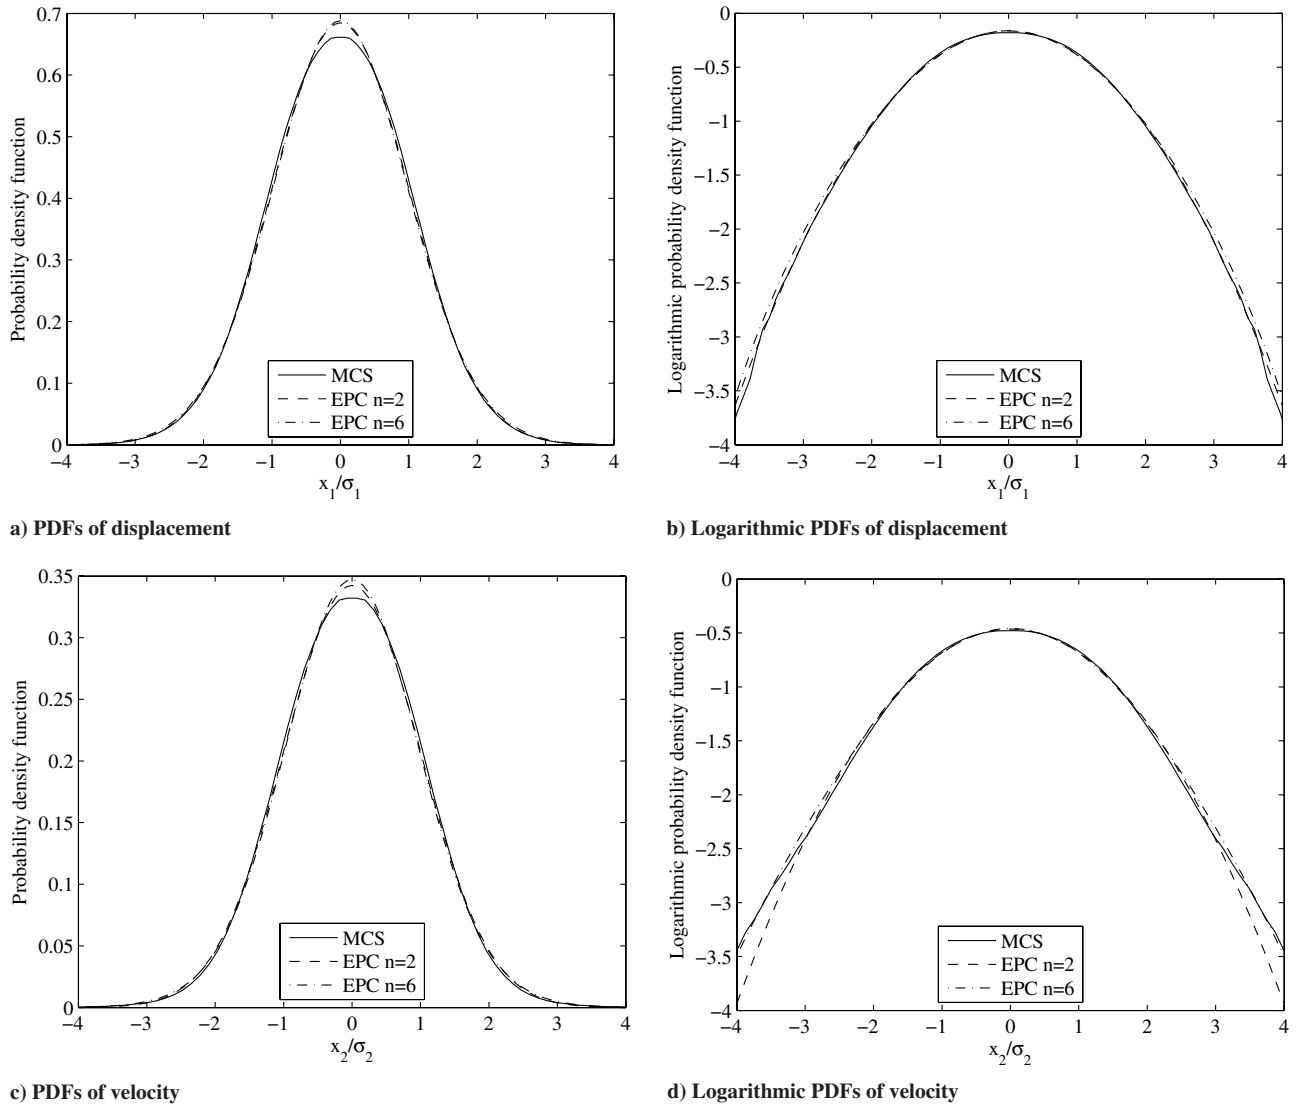 0.7
0.6
0.5
0.4
0.3
0.2
0.1
0
−4 −3 −2 −1 0 1 2 3 4
Probability density function
x1/σ1
MCS
EPC n=2
EPC n=6
a) PDFs of displacement
0
−0.5
−1
−1.5
−2
−2.5
−3
−3.5
−4
−4 −3 −2 −1 0 1 2 3 4
Logarithmic probability density function
x1/σ1
MCS
EPC n=2
EPC n=6
b) Logarithmic PDFs of displacement
0.35
0.3
0.25
0.2
0.15
0.1
0.05
0
−4 −3 −2 −1 0 1 2 3 4
Probability density function
x2/σ2
MCS
EPC n=2
EPC n=6
c) PDFs of velocity
0
−0.5
−1
−1.5
−2
−2.5
−3
−3.5
−4
−4 −3 −2 −1 0 1 2 3 4
Logarithmic probability density function
x2/σ2
MCS
EPC n=2
EPC n=6
d) Logarithmic PDFs of velocity